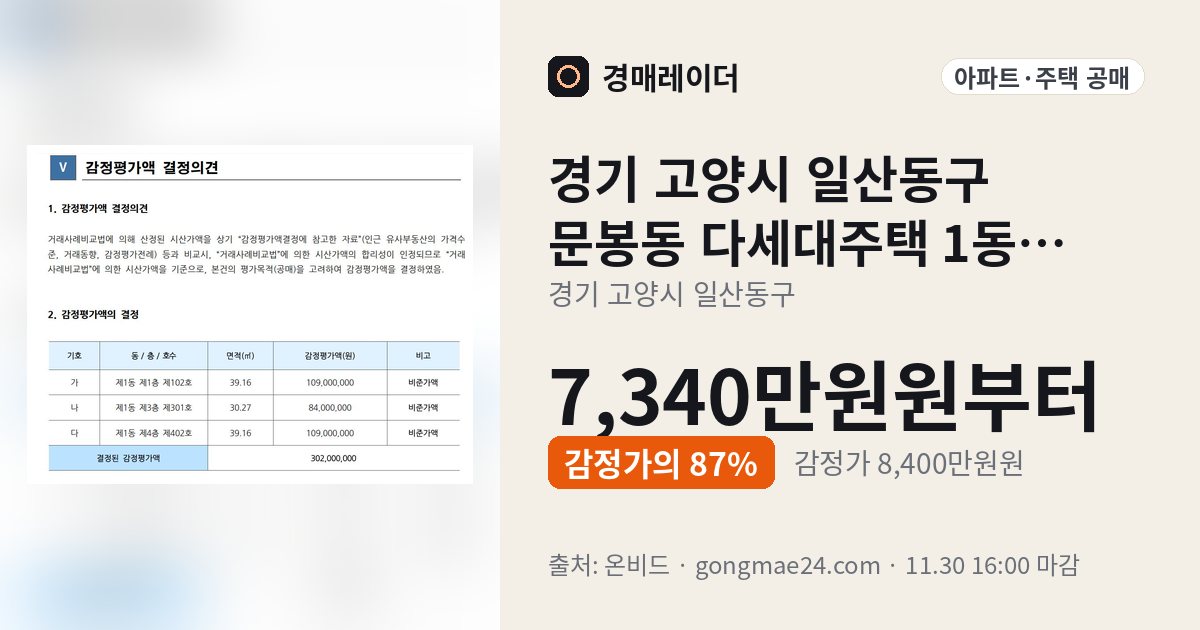 V 감정평가액 결정의견
1. 감정평가액 결정의견
거래사례비교법에 의해 산정된 시산가액을 상기 "감정평가액결정에 참고한 자료"(인근 유사부동산의 가격수
준, 거래동향, 감정평가전례) 등과 비교시, "거래사례비교법"에 의한 시산가액의 합리성이 인정되므로 "거래
사례비교법"에 의한 시산가액을 기준으로, 본건의 평가목적(공매)을 고려하여 감정평가액을 결정하였음.
2. 감정평가액의 결정
기호 동 / 층 / 호수 면적(㎡) 감정평가액(원) 비고
가 제1동 제1층 제102호 39.16 109,000,000 비준가액
나 제1동 제3층 제301호 30.27 84,000,000 비준가액
다 제1동 제4층 제402호 39.16 109,000,000 비준가액
결정된 감정평가액 302,000,000
경매레이더
아파트·주택 공매
경기 고양시 일산동구
문봉동 다세대주택 1동…
경기 고양시 일산동구
7,340만원원부터
감정가의 87% 감정가 8,400만원원
출처: 온비드 · gongmae24.com · 11.30 16:00 마감